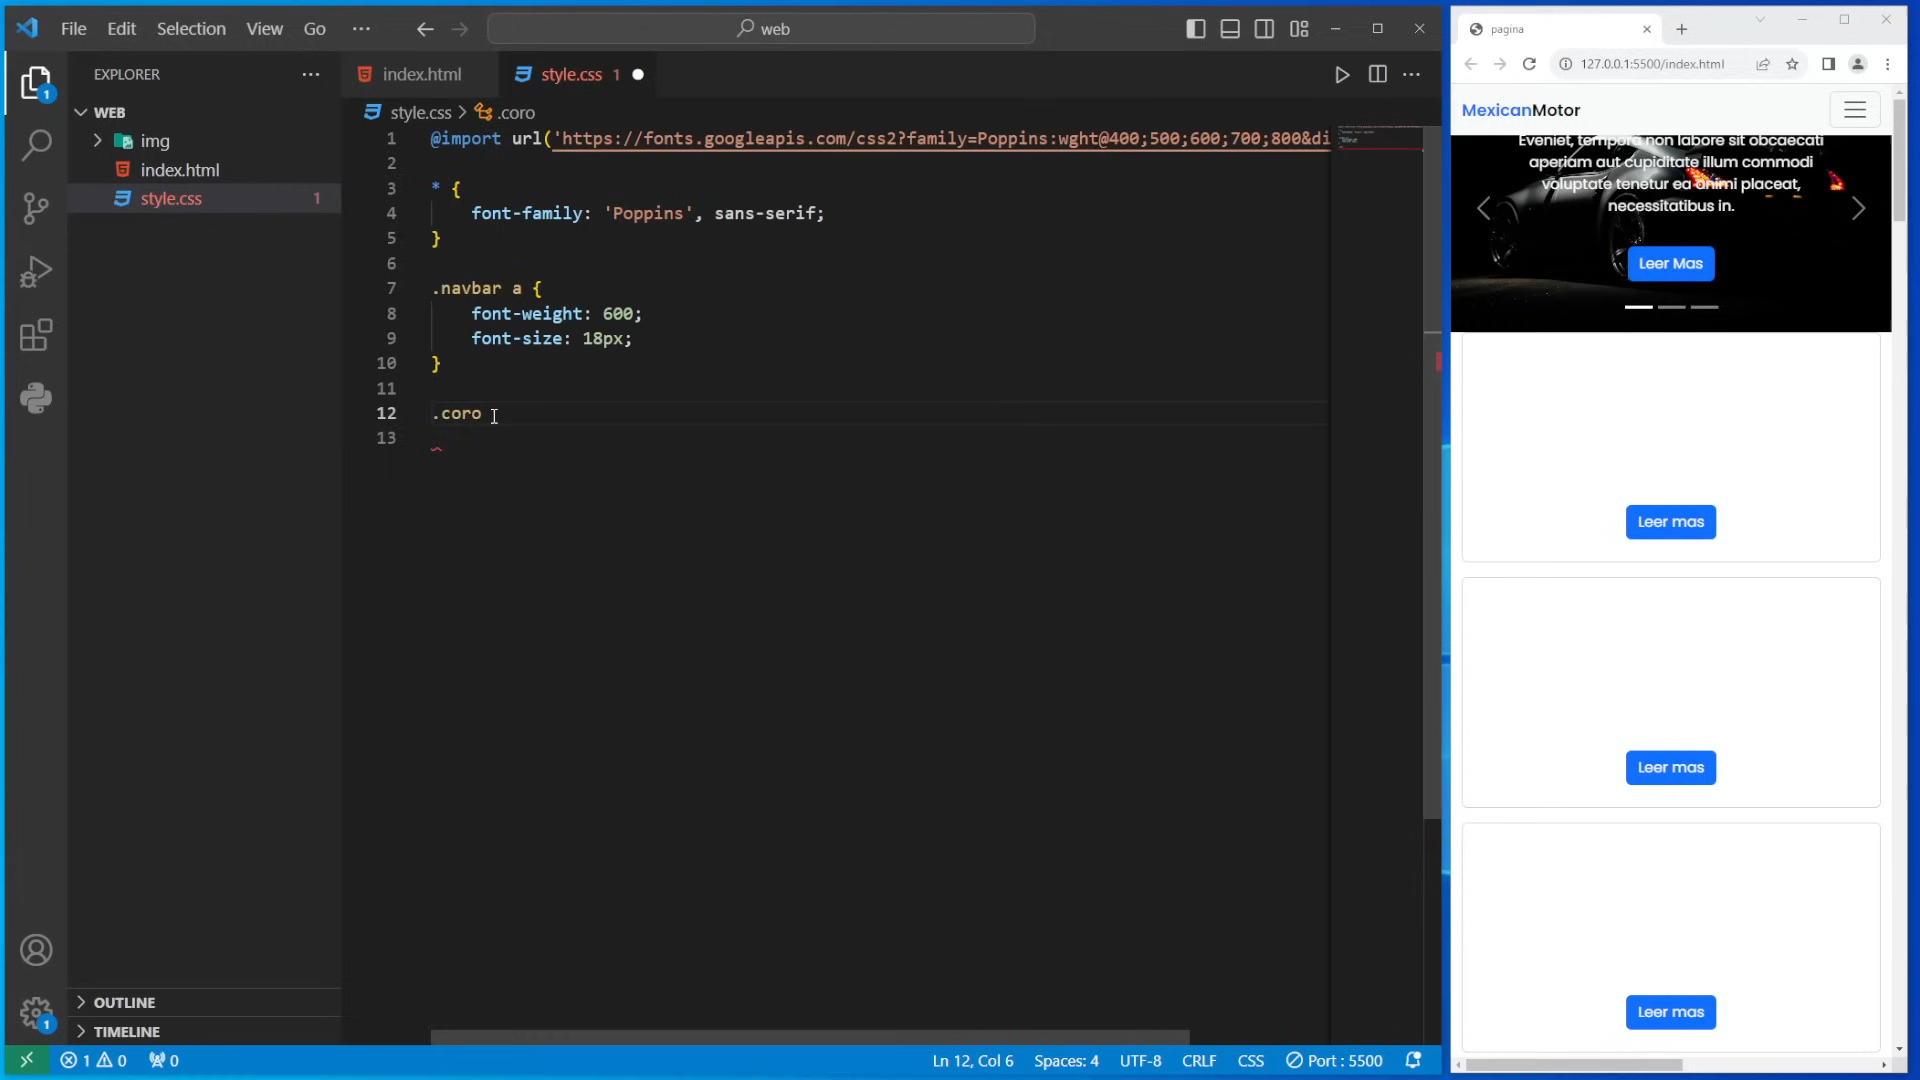 File Edit Selection View Go ··· web
EXPLORER
WEB
img
index.html
style.css 1
OUTLINE
TIMELINE
index.html style.css 1
style.css > .coro
1 @import url('https://fonts.googleapis.com/css2?family=Poppins:wght@400;500;600;700;800&di
2
3 * {
4 font-family: 'Poppins', sans-serif;
5 }
6
7 .navbar a {
8 font-weight: 600;
9 font-size: 18px;
10 }
11
12 .coro
13
1
1
1 0 0 Ln 12, Col 6 Spaces: 4 UTF-8 CRLF CSS Port : 5500
pagina
127.0.0.1:5500/index.html
MexicanMotor
Eveniet, tempora non labore sit obcaecati
aperiam aut cupiditate illum commodi
voluptate tenetur ea animi placeat,
necessitatibus in.
Leer Mas
Leer mas
Leer mas
Leer mas